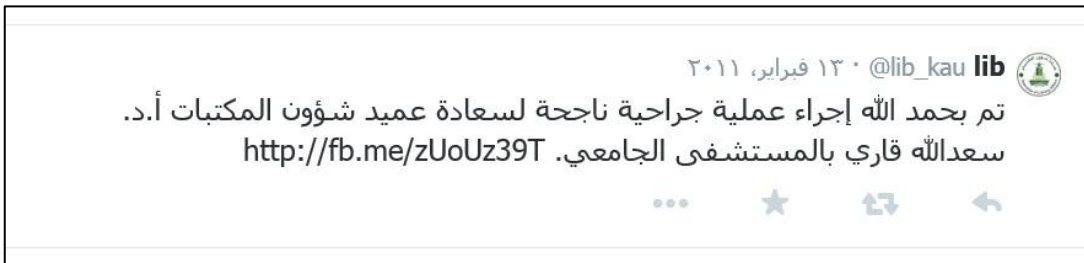 lib @lib_kau · ١٣ فبراير، ٢٠١١
تم بحمد الله إجراء عملية جراحية ناجحة لسعادة عميد شؤون المكتبات أ.د.
سعدالله قاري بالمستشفى الجامعي. http://fb.me/zUoUz39T